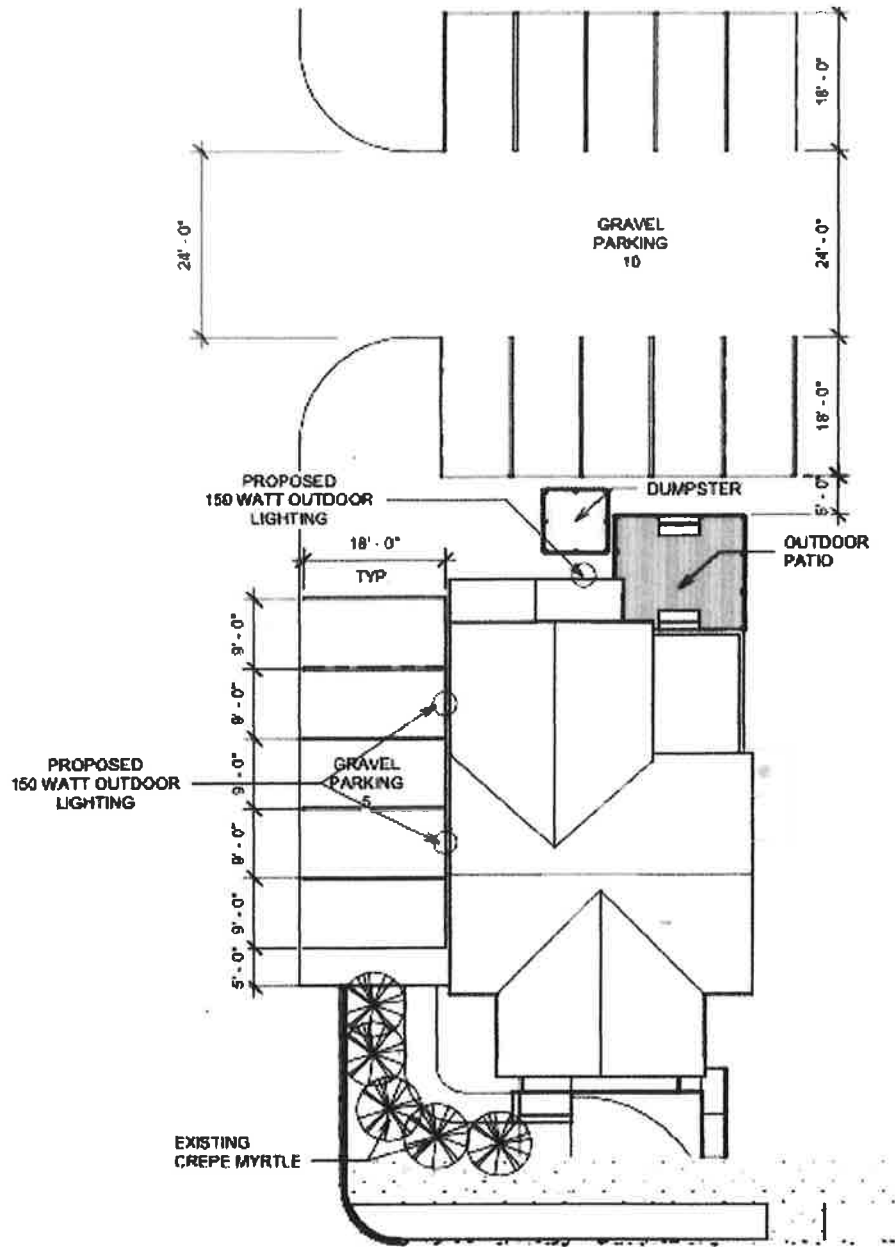 18' - 0"
24' - 0"
GRAVEL
PARKING
10
24' - 0"
18' - 0"
PROPOSED
150 WATT OUTDOOR
LIGHTING
DUMPSTER
5' - 0"
OUTDOOR
PATIO
18' - 0"
TYP
9' - 0"
9' - 0"
PROPOSED
150 WATT OUTDOOR
LIGHTING
9' - 0"
GRAVEL
PARKING
5
9' - 0"
9' - 0"
5' - 0"
EXISTING
CREPE MYRTLE